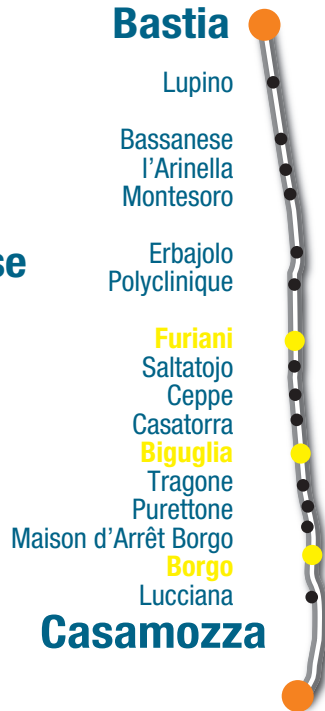 Bastia
Lupino
Bassanese
l'Arinella
Montesoro
Erbajolo
se
Polyclinique
Furiani
Saltatojo
Ceppe
Casatorra
Biguglia
Tragone
Purettone
Maison d'Arrêt Borgo
Borgo
Lucciana
Casamozza